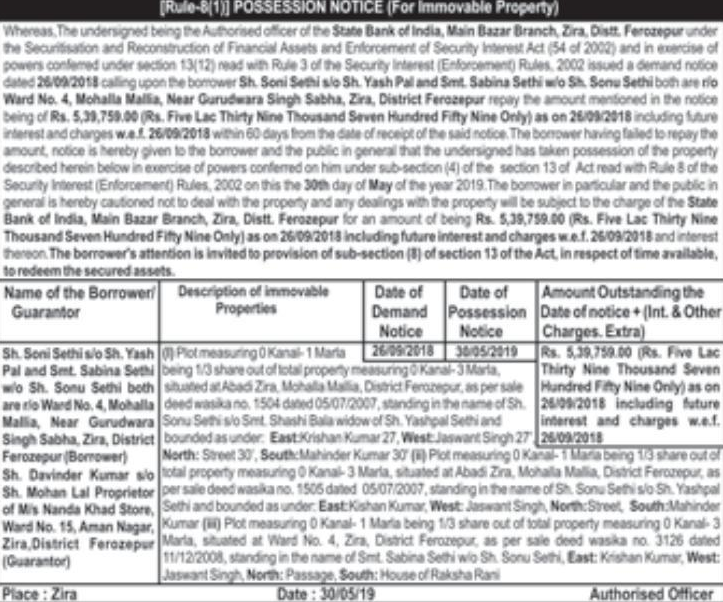 [Rule-8(1)] POSSESSION NOTICE (For Immovable Property)
Whereas,The undersigned being the Authorised officer of the State Bank of India, Main Bazar Branch, Zira, Distt. Ferozepur under
the Securitisation and Reconstruction of Financial Assets and Enforcement of Security Interest Act (54 of 2002) and in exercise of
powers conferred under section 13(12) read with Rule 3 of the Security Interest (Enforcement) Rules, 2002 issued a demand notice
dated 26/09/2018 calling upon the borrower Sh. Soni Sethi s/o Sh. Yash Pal and Smt. Sabina Sethi w/o Sh. Sonu Sethi both are r/o
Ward No. 4, Mohalla Mallia, Near Gurudwara Singh Sabha, Zira, District Ferozepur repay the amount mentioned in the notice
being of Rs. 5,39,759.00 (Rs. Five Lac Thirty Nine Thousand Seven Hundred Fifty Nine Only) as on 26/09/2018 including future
interest and charges w.e.f. 26/09/2018 within 60 days from the date of receipt of the said notice.The borrower having failed to repay the
amount, notice is hereby given to the borrower and the public in general that the undersigned has taken possession of the property
described herein below in exercise of powers conferred on him under sub-section (4) of the section 13 of Act read with Rule 8 of the
Security Interest (Enforcement) Rules, 2002 on this the 30th day of May of the year 2019.The borrower in particular and the public in
general is hereby cautioned not to deal with the property and any dealings with the property will be subject to the charge of the State
Bank of India, Main Bazar Branch, Zira, Distt. Ferozepur for an amount of being Rs. 5,39,759.00 (Rs. Five Lac Thirty Nine
Thousand Seven Hundred Fifty Nine Only) as on 26/09/2018 including future interest and charges w.e.f. 26/09/2018 and interest
thereon.The borrower's attention is invited to provision of sub-section (8) of section 13 of the Act, in respect of time available,
to redeem the secured assets.
Name of the Borrower/
Guarantor
Description of immovable
Properties
Date of
Demand
Notice
Date of
Possession
Notice
Amount Outstanding the
Date of notice + (Int. & Other
Charges. Extra)
Sh. Soni Sethi s/o Sh. Yash
Pal and Smt. Sabina Sethi
w/o Sh. Sonu Sethi both
are r/o Ward No. 4, Mohalla
Mallia, Near Gurudwara
Singh Sabha, Zira, District
Ferozepur (Borrower)
Sh. Davinder Kumar s/o
Sh. Mohan Lal Proprietor
of M/s Nanda Khad Store,
Ward No. 15, Aman Nagar,
Zira,District Ferozepur
(Guarantor)
(I) Plot measuring 0 Kanal- 1 Marla
being 1/3 share out of total property measuring 0 Kanal- 3 Marla,
situated at Abadi Zira, Mohalla Mallia, District Ferozepur, as per sale
deed wasika no. 1504 dated 05/07/2007, standing in the name of Sh.
Sonu Sethi s/o Smt. Shashi Bala widow of Sh. Yashpal Sethi and
bounded as under: East:Krishan Kumar 27, West:Jaswant Singh 27',
North: Street 30', South:Mahinder Kumar 30' (ii) Plot measuring 0 Kanal- 1 Marla being 1/3 share out of
total property measuring 0 Kanal- 3 Marla, situated at Abadi Zira, Mohalla Mallia, District Ferozepur, as
per sale deed wasika no. 1505 dated 05/07/2007, standing in the name of Sh. Sonu Sethi s/o Sh. Yashpal
Sethi and bounded as under: East:Kishan Kumar, West: Jaswant Singh, North:Street, South:Mahinder
Kumar (iii) Plot measuring 0 Kanal- 1 Marla being 1/3 share out of total property measuring 0 Kanal- 3
Marla, situated at Ward No. 4, Zira, District Ferozepur, as per sale deed wasika no. 3126 dated
11/12/2008, standing in the name of Smt. Sabina Sethi w/o Sh. Sonu Sethi, East: Krishan Kumar, West:
Jaswant Singh, North: Passage, South: House of Raksha Rani
26/09/2018
30/05/2019
Rs. 5,39,759.00 (Rs. Five Lac
Thirty Nine Thousand Seven
Hundred Fifty Nine Only) as on
26/09/2018 including future
interest and charges w.e.f.
26/09/2018
Place : Zira Date : 30/05/19 Authorised Officer